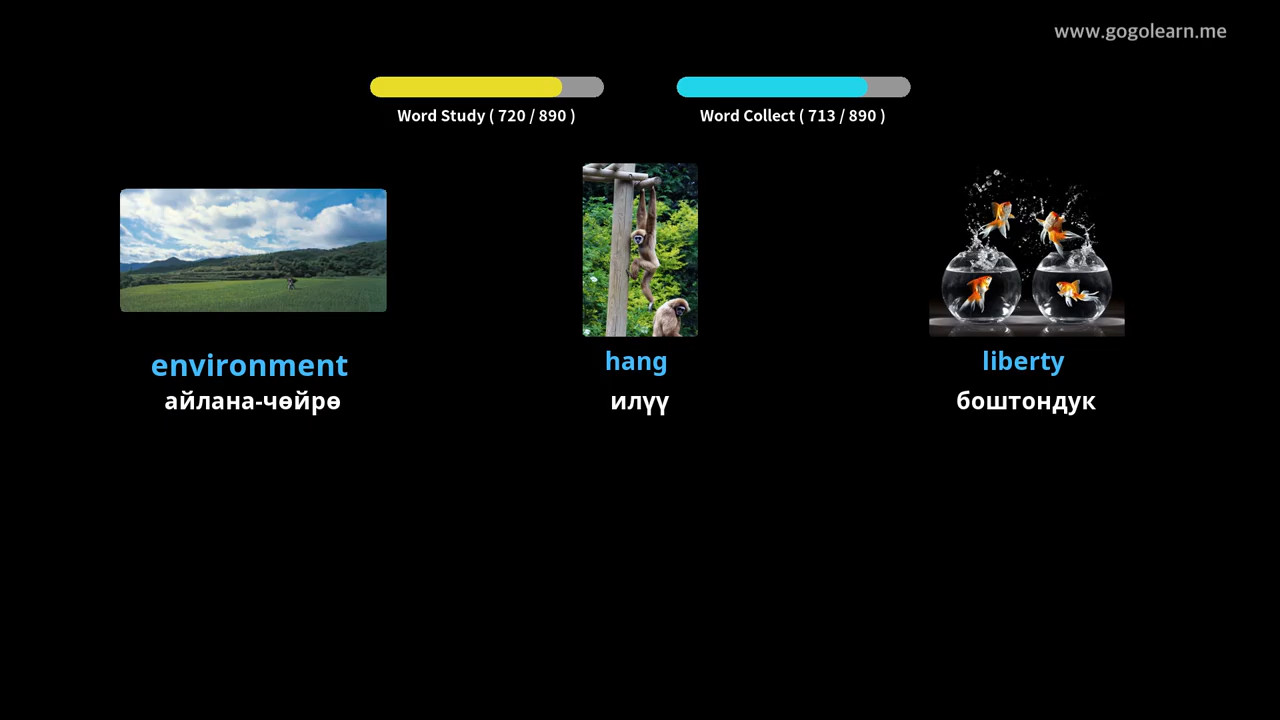 www.gogolearn.me
Word Study ( 720 / 890 )
Word Collect ( 713 / 890 )
environment
айлана-чөйрө
hang
илүү
liberty
боштондук